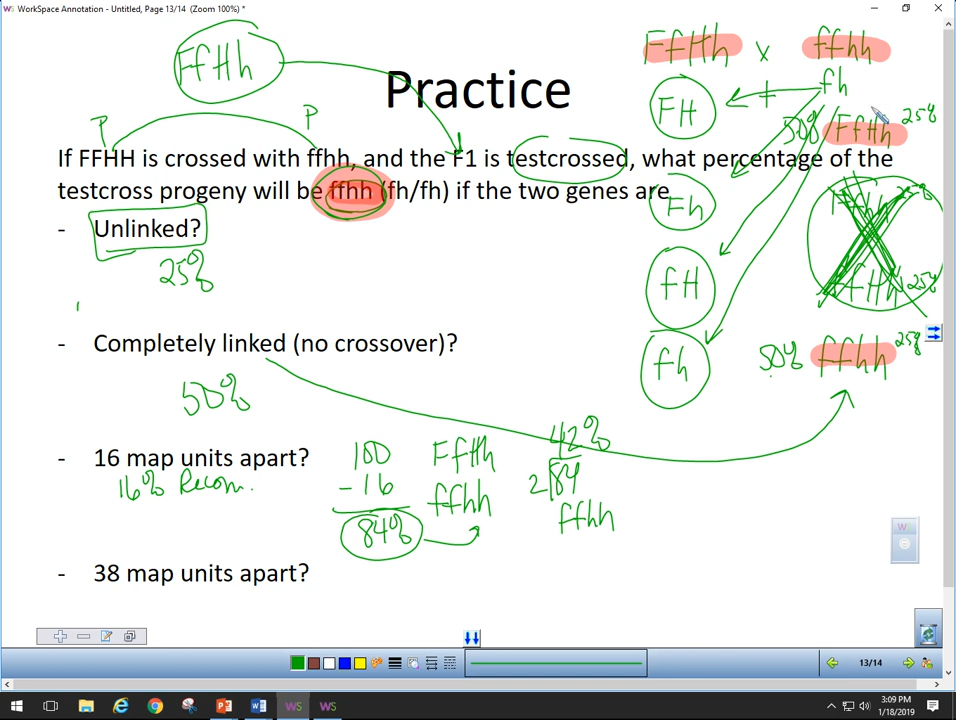 WorkSpace Annotation - Untitled, Page 13/14 (Zoom 100%) *
FfHh
FfHh x ffhh
fh
Practice
FH
P P
50% FfHh 25%
If FFHH is crossed with ffhh, and the F1 is testcrossed, what percentage of the
testcross progeny will be ffhh (fh/fh) if the two genes are
Fh
25%
- Unlinked?
25%
fH
ffHh 25%
- Completely linked (no crossover)?
fh
50% ffhh 25%
50%
42%
- 16 map units apart?
100 FfHh
16% Recom.
-16 ffhh
2 84
84%
ffhh
- 38 map units apart?
13/14
3:09 PM
1/18/2019